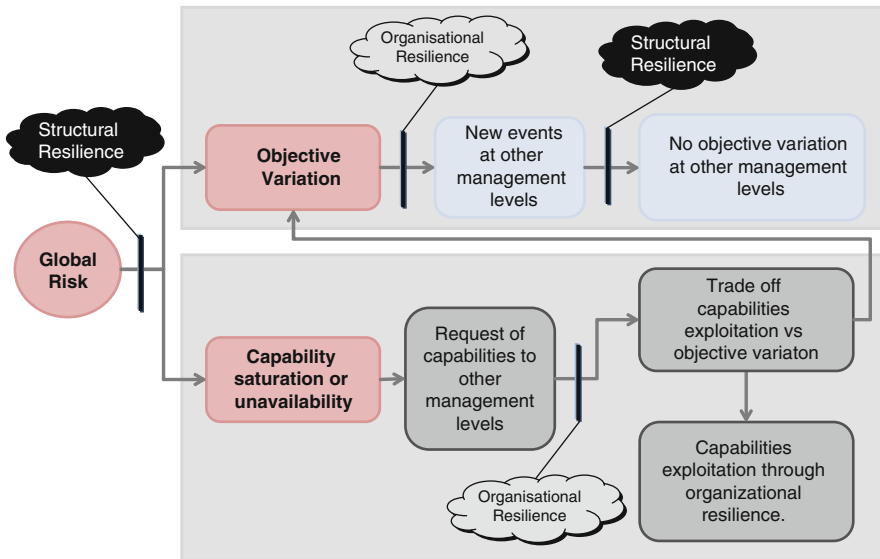 Organisational
Resilience
Structural
Resilience
Structural
Resilience
Objective
Variation
New events
at other
management
levels
No objective variation
at other management
levels
Global
Risk
Capability
saturation or
unavailability
Request of
capabilities to
other
management
levels
Trade off
capabilities
exploitation vs
objective variaton
Capabilities
exploitation through
organizational
resilience.
Organisational
Resilience